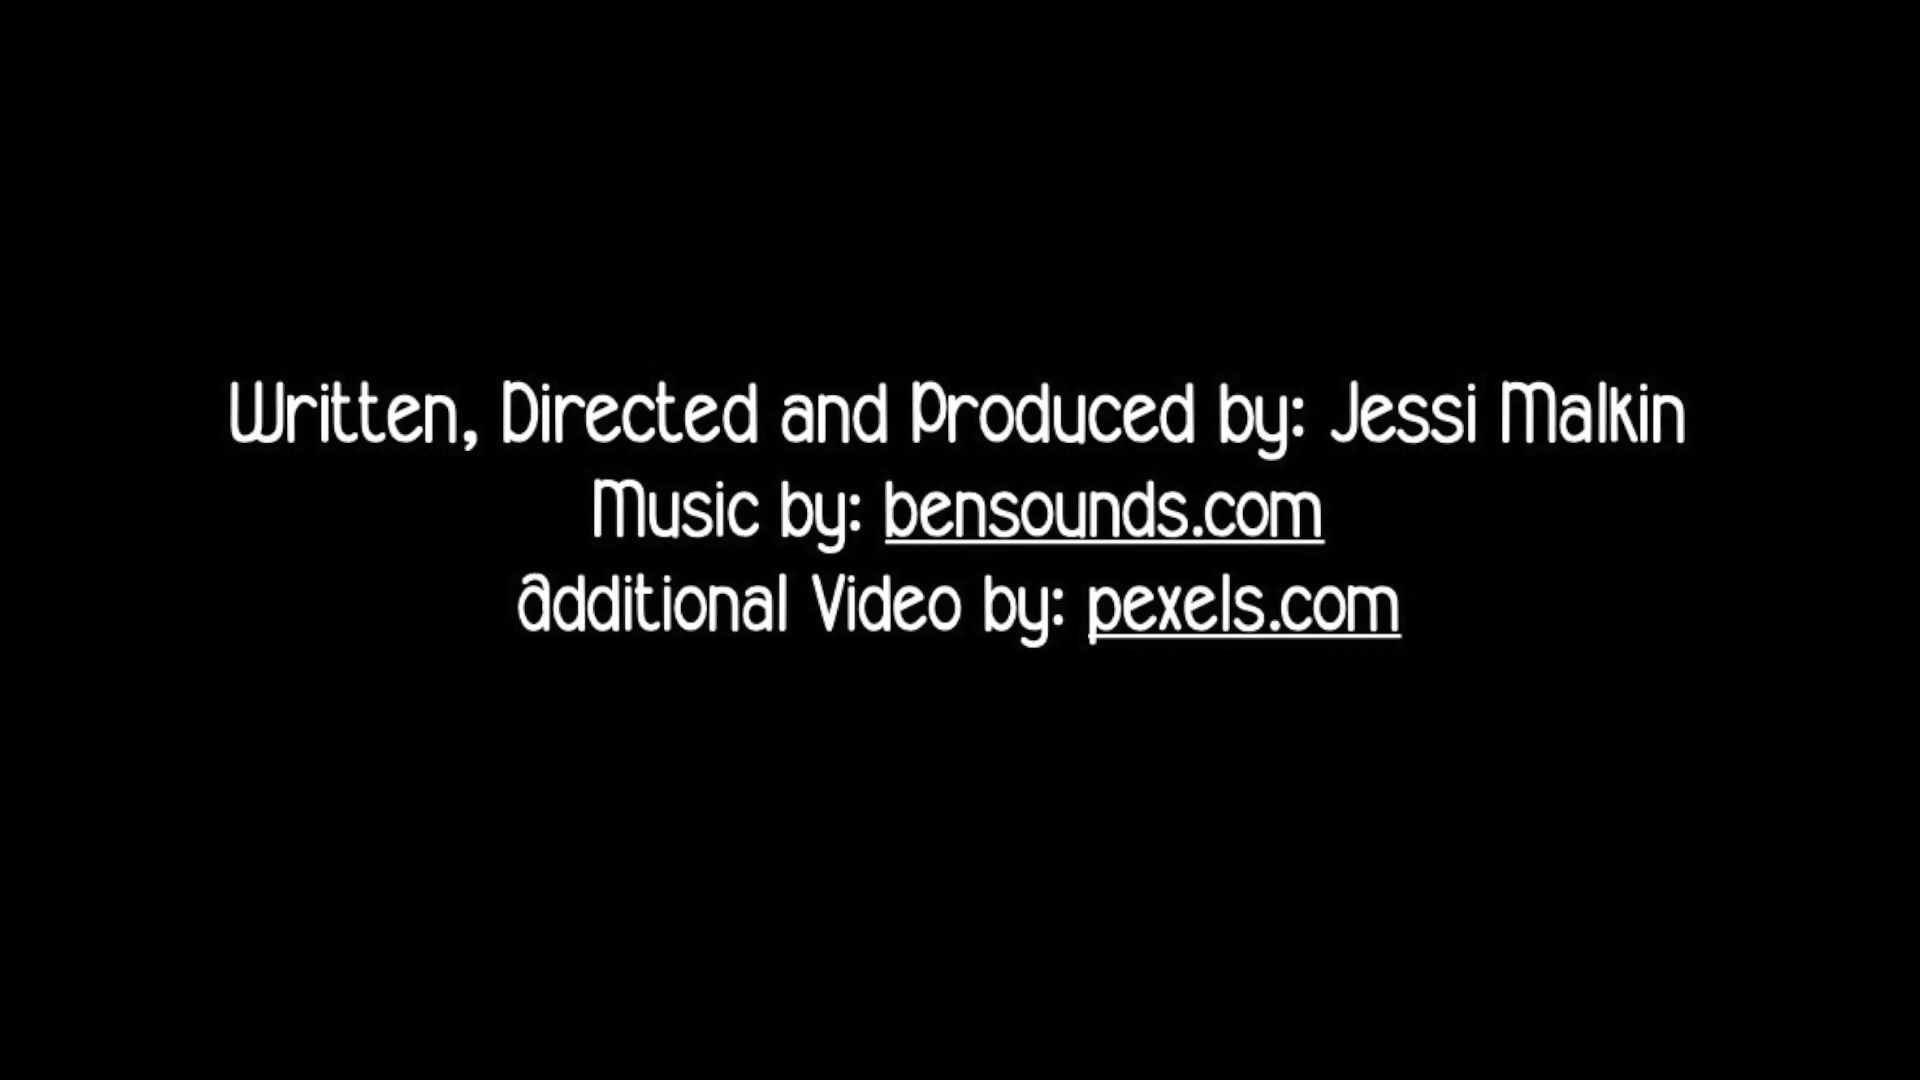 Written, Directed and Produced by: Jessi Malkin
Music by: bensounds.com
Additional Video by: pexels.com